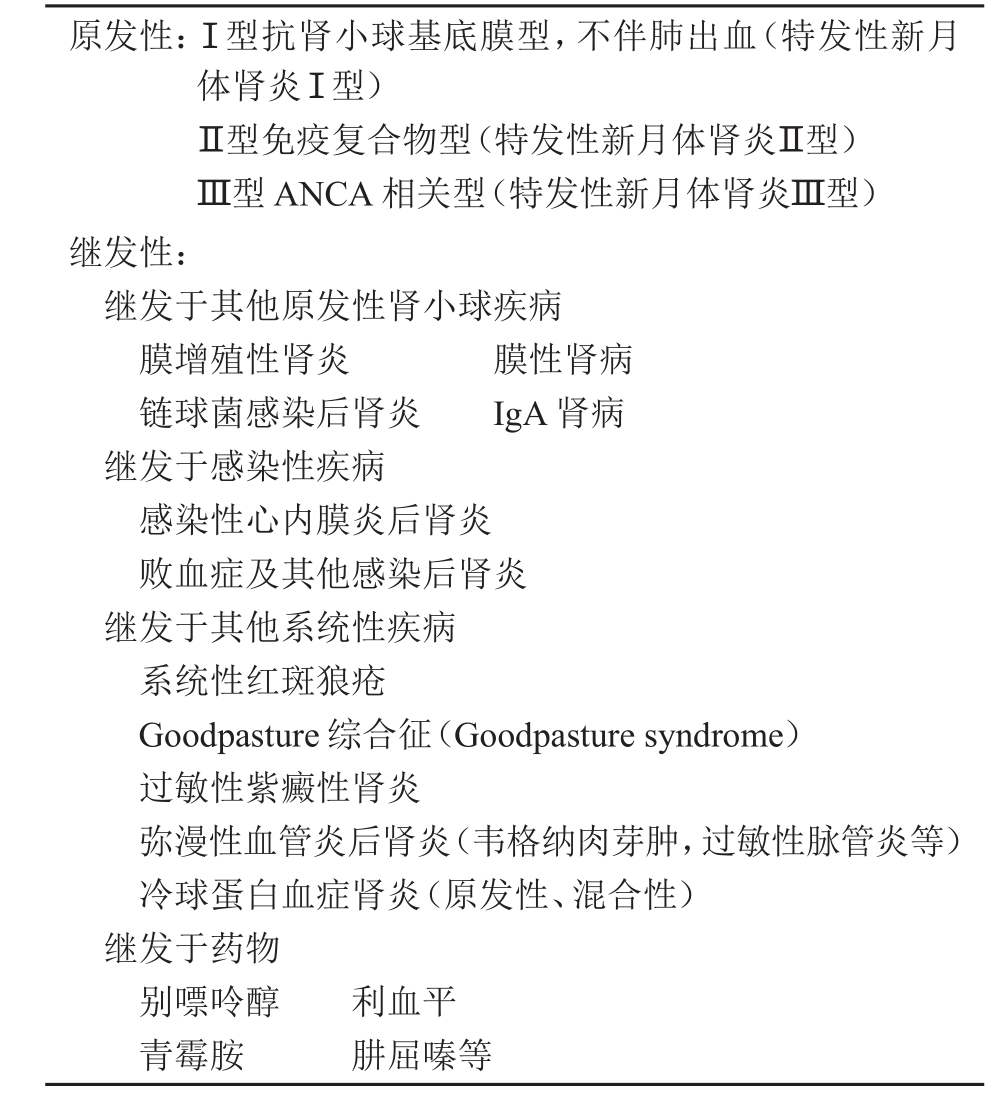 原发性：Ⅰ型抗肾小球基底膜型，不伴肺出血（特发性新月
体肾炎Ⅰ型）
Ⅱ型免疫复合物型（特发性新月体肾炎Ⅱ型）
Ⅲ型 ANCA 相关型（特发性新月体肾炎Ⅲ型）
继发性：
继发于其他原发性肾小球疾病
膜增殖性肾炎 膜性肾病
链球菌感染后肾炎 IgA 肾病
继发于感染性疾病
感染性心内膜炎后肾炎
败血症及其他感染后肾炎
继发于其他系统性疾病
系统性红斑狼疮
Goodpasture 综合征（Goodpasture syndrome）
过敏性紫癜性肾炎
弥漫性血管炎后肾炎（韦格纳肉芽肿，过敏性脉管炎等）
冷球蛋白血症肾炎（原发性、混合性）
继发于药物
别嘌呤醇 利血平
青霉胺 肼屈嗪等